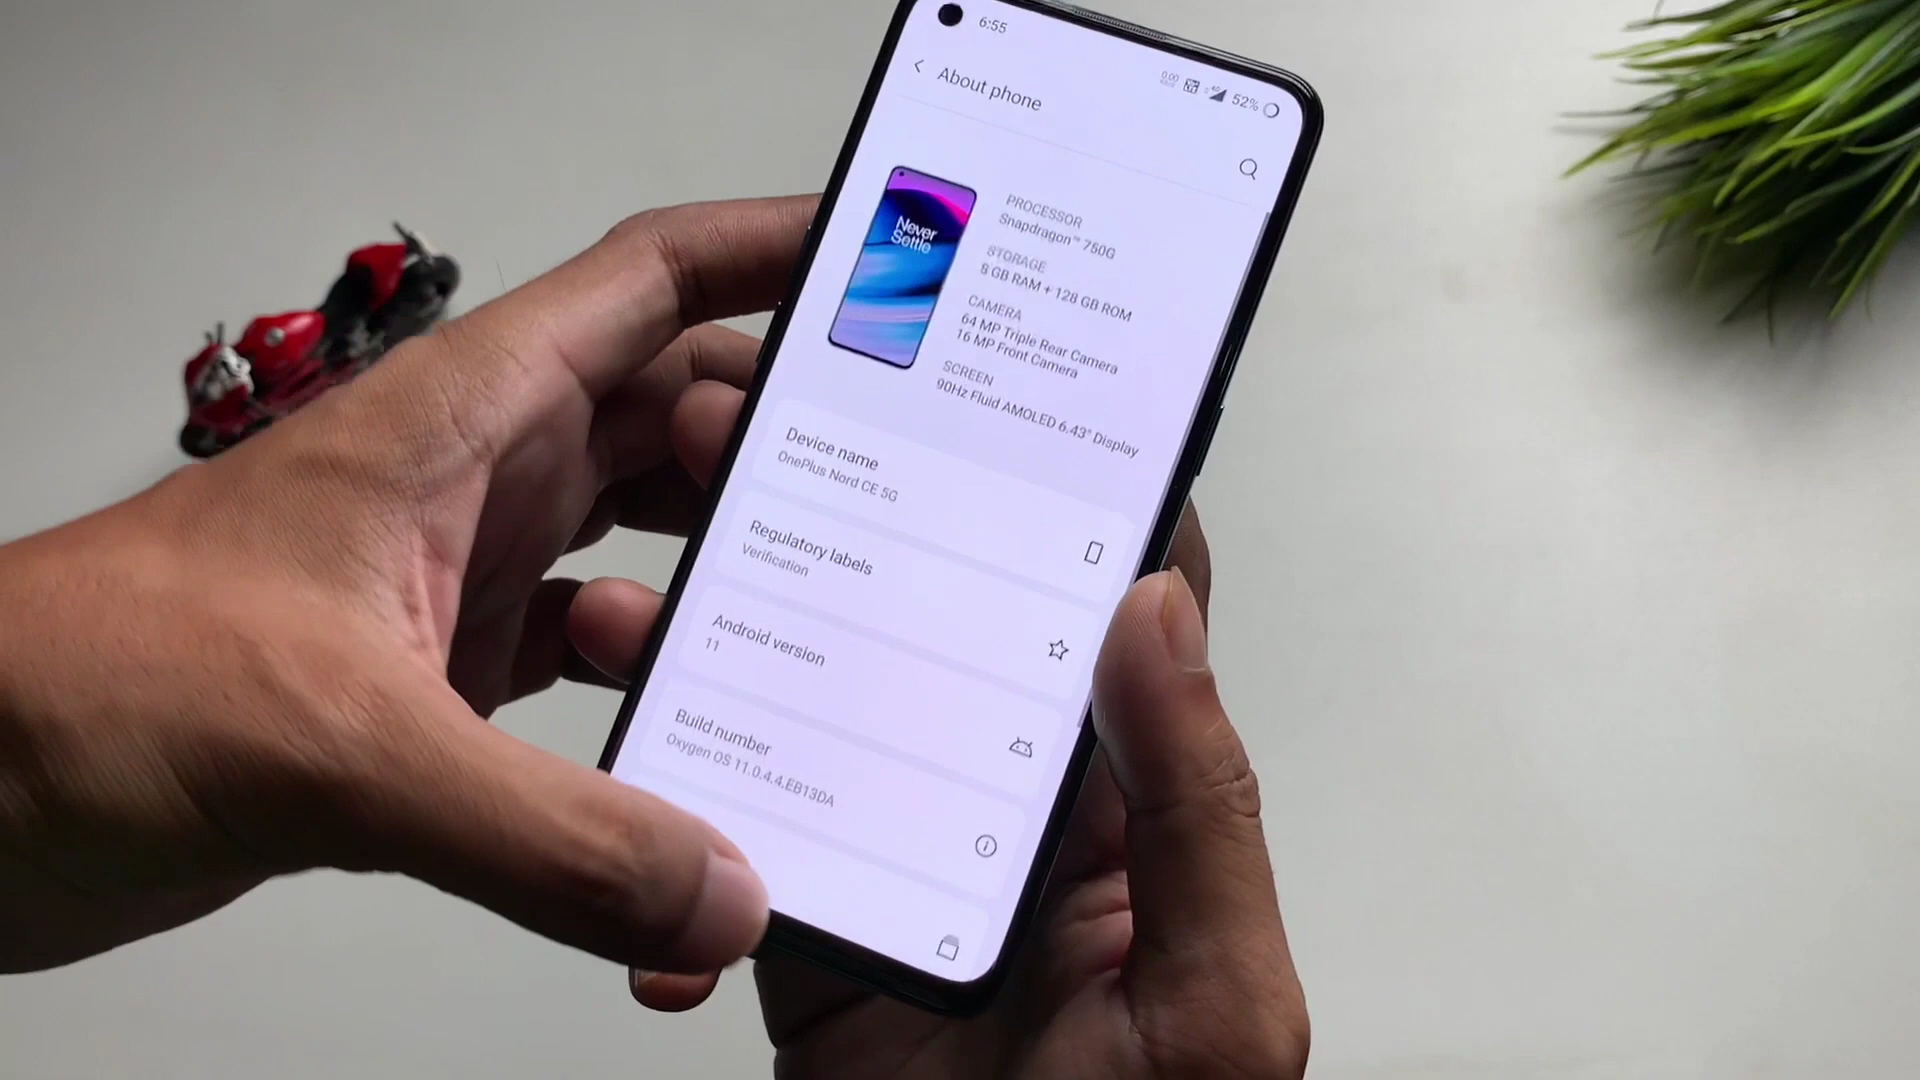 6:55
0.00
52%
About phone
Never
Settle
PROCESSOR
Snapdragon™ 750G
STORAGE
8 GB RAM + 128 GB ROM
CAMERA
64 MP Triple Rear Camera
16 MP Front Camera
SCREEN
90Hz Fluid AMOLED 6.43" Display
Device name
OnePlus Nord CE 5G
Regulatory labels
Verification
Android version
11
Build number
Oxygen OS 11.0.4.4.EB13DA